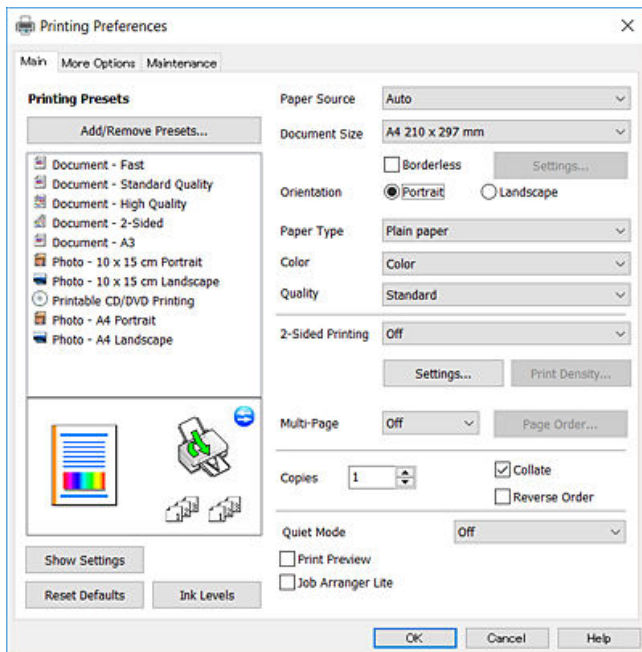 Printing Preferences
Main More Options Maintenance
Printing Presets
Add/Remove Presets...
Document - Fast
Document - Standard Quality
Document - High Quality
Document - 2-Sided
Document - A3
Photo - 10 x 15 cm Portrait
Photo - 10 x 15 cm Landscape
Printable CD/DVD Printing
Photo - A4 Portrait
Photo - A4 Landscape
Show Settings
Reset Defaults Ink Levels
Paper Source Auto
Document Size A4 210 x 297 mm
Borderless Settings...
Orientation Portrait Landscape
Paper Type Plain paper
Color Color
Quality Standard
2-Sided Printing Off
Settings... Print Density...
Multi-Page Off Page Order...
Copies 1 Collate
Reverse Order
Quiet Mode Off
Print Preview
Job Arranger Lite
OK Cancel Help